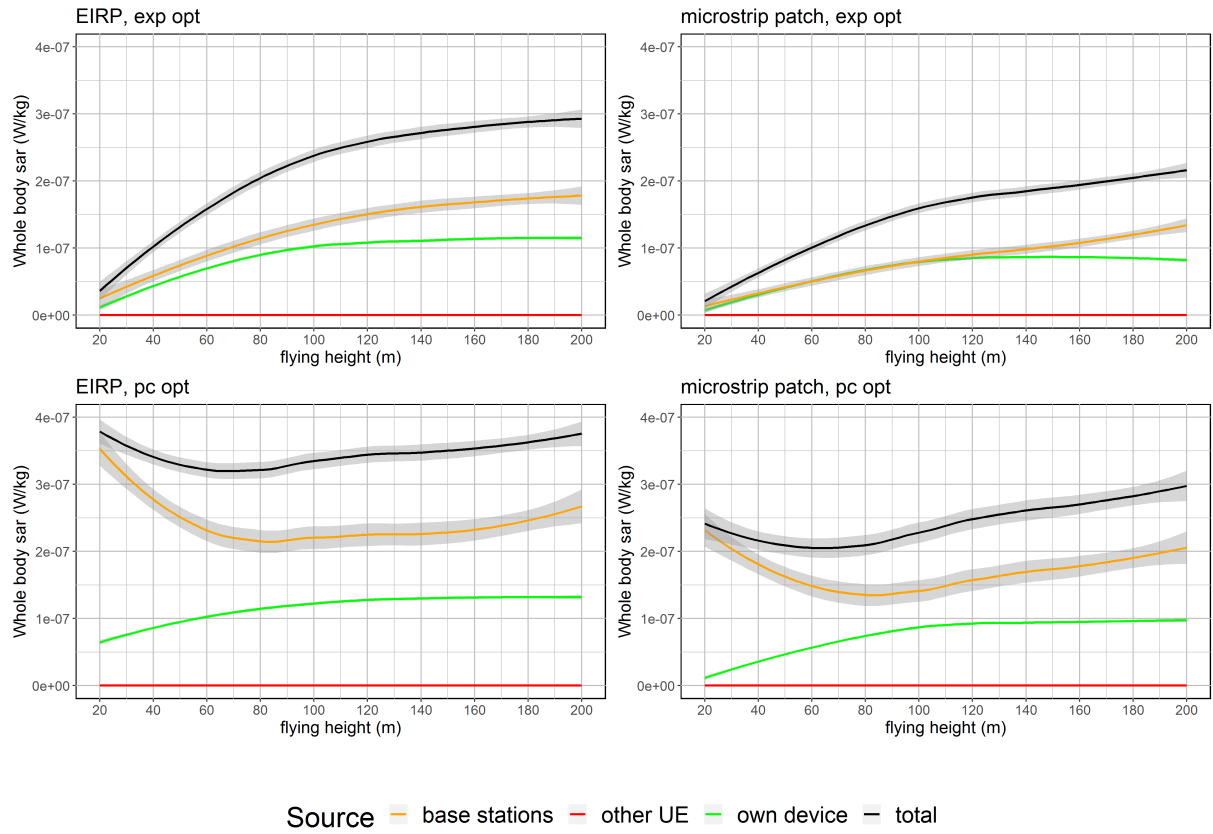 EIRP, exp opt
microstrip patch, exp opt
Whole body sar (W/kg)
4e-07
3e-07
2e-07
1e-07
0e+00
20 40 60 80 100 120 140 160 180 200
flying height (m)
Whole body sar (W/kg)
4e-07
3e-07
2e-07
1e-07
0e+00
20 40 60 80 100 120 140 160 180 200
flying height (m)
EIRP, pc opt
microstrip patch, pc opt
Whole body sar (W/kg)
4e-07
3e-07
2e-07
1e-07
0e+00
20 40 60 80 100 120 140 160 180 200
flying height (m)
Whole body sar (W/kg)
4e-07
3e-07
2e-07
1e-07
0e+00
20 40 60 80 100 120 140 160 180 200
flying height (m)
Source base stations other UE own device total